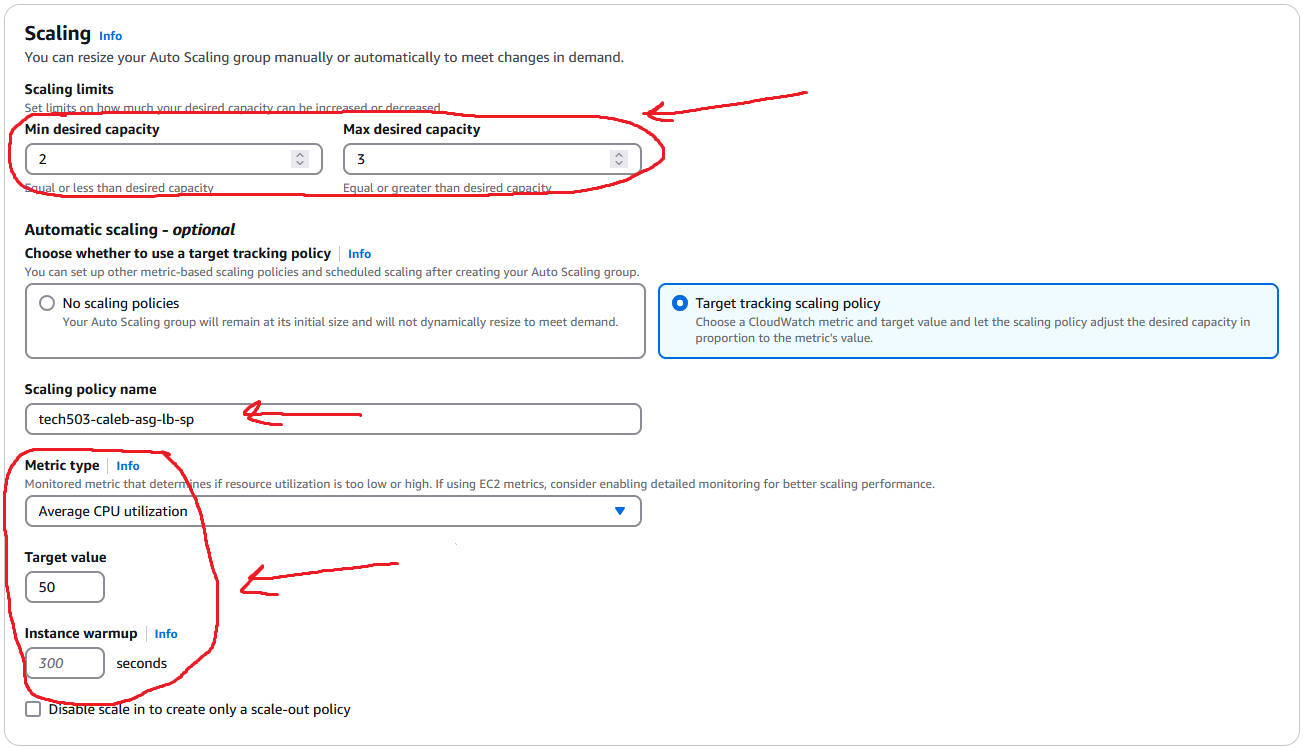 Scaling Info
You can resize your Auto Scaling group manually or automatically to meet changes in demand.
Scaling limits
Set limits on how much your desired capacity can be increased or decreased.
Min desired capacity Max desired capacity
2 3
Equal or less than desired capacity Equal or greater than desired capacity
Automatic scaling - optional
Choose whether to use a target tracking policy Info
You can set up other metric-based scaling policies and scheduled scaling after creating your Auto Scaling group.
No scaling policies
Your Auto Scaling group will remain at its initial size and will not dynamically resize to meet demand.
Target tracking scaling policy
Choose a CloudWatch metric and target value and let the scaling policy adjust the desired capacity in
proportion to the metric's value.
Scaling policy name
tech503-caleb-asg-lb-sp
Metric type Info
Monitored metric that determines if resource utilization is too low or high. If using EC2 metrics, consider enabling detailed monitoring for better scaling performance.
Average CPU utilization
Target value
50
Instance warmup Info
300 seconds
Disable scale in to create only a scale-out policy